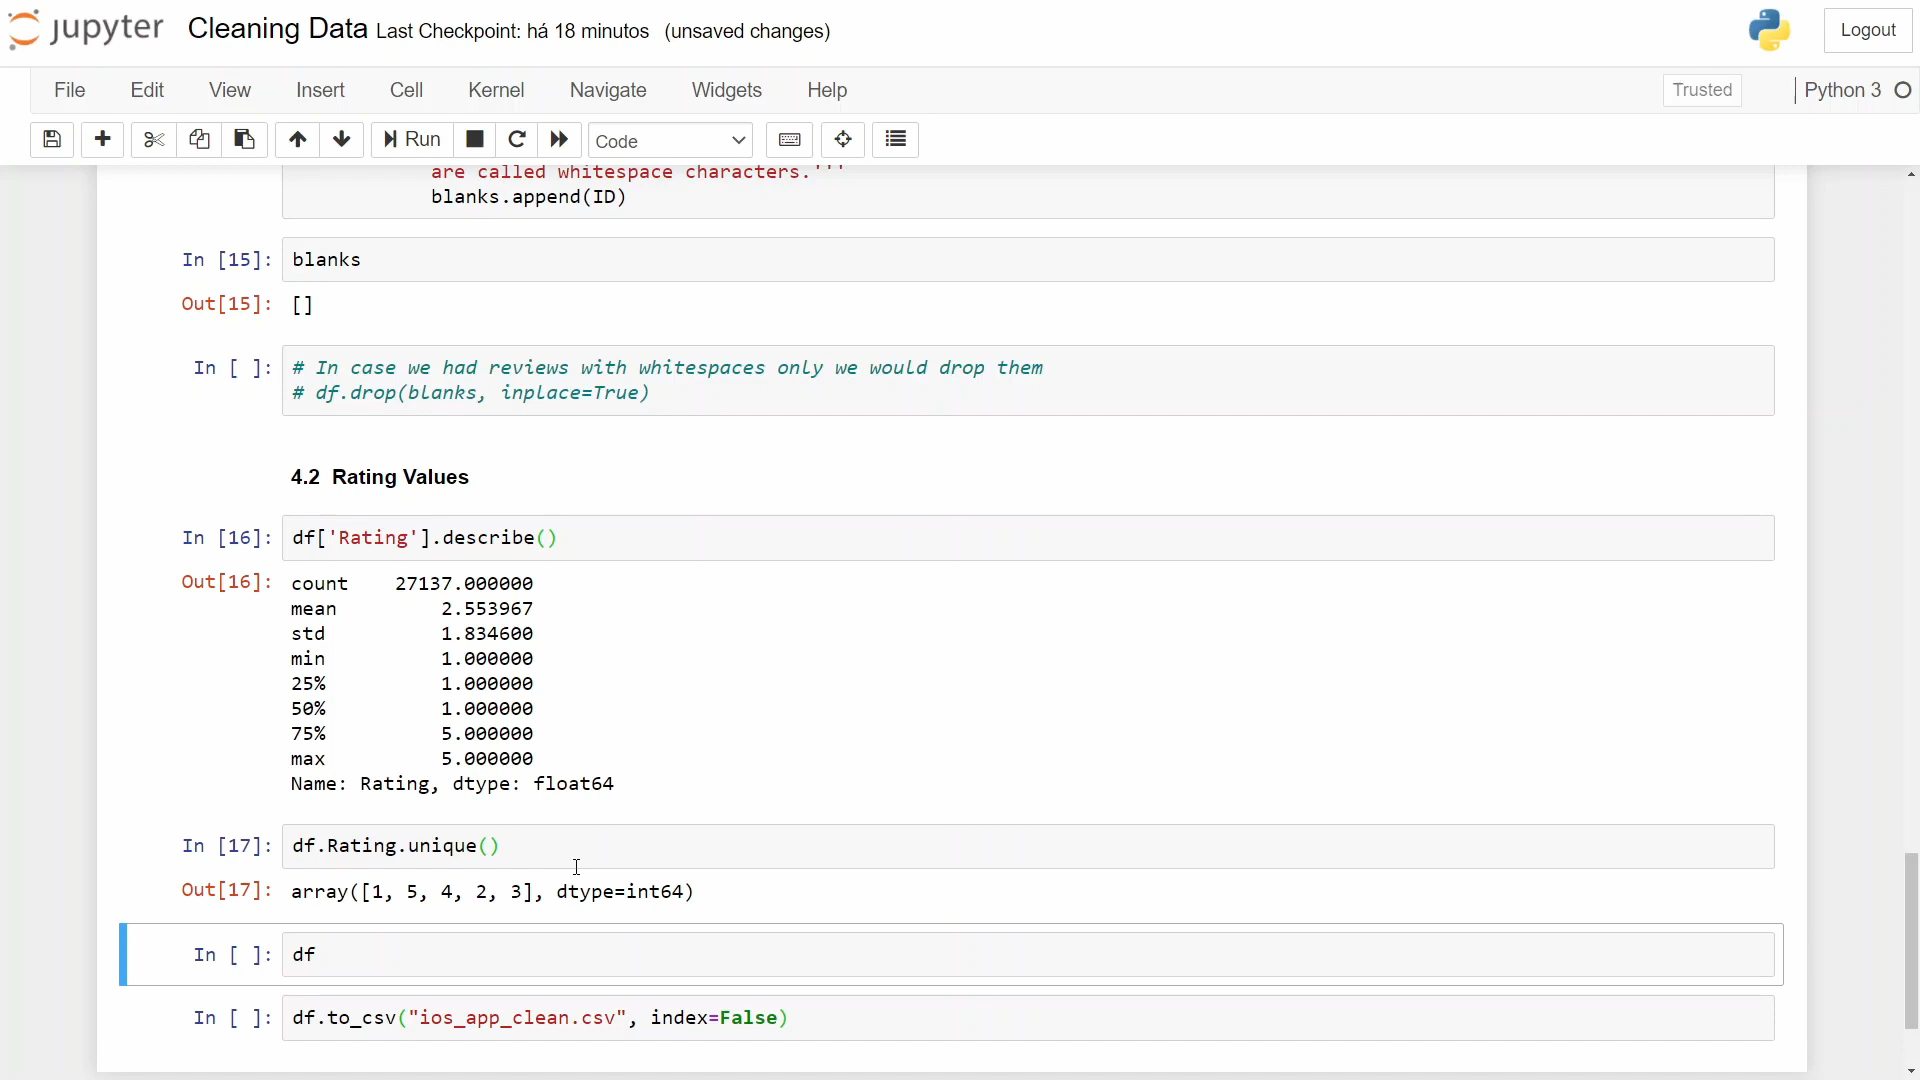 jupyter Cleaning Data Last Checkpoint: há 18 minutos (unsaved changes) Logout
File Edit View Insert Cell Kernel Navigate Widgets Help Trusted Python 3
Run Code
are called whitespace characters.'''
blanks.append(ID)
In [15]: blanks
Out[15]: []
In [ ]: # In case we had reviews with whitespaces only we would drop them
# df.drop(blanks, inplace=True)
4.2 Rating Values
In [16]: df['Rating'].describe()
Out[16]: count 27137.000000
mean 2.553967
std 1.834600
min 1.000000
25% 1.000000
50% 1.000000
75% 5.000000
max 5.000000
Name: Rating, dtype: float64
In [17]: df.Rating.unique()
Out[17]: array([1, 5, 4, 2, 3], dtype=int64)
In [ ]: df
In [ ]: df.to_csv("ios_app_clean.csv", index=False)